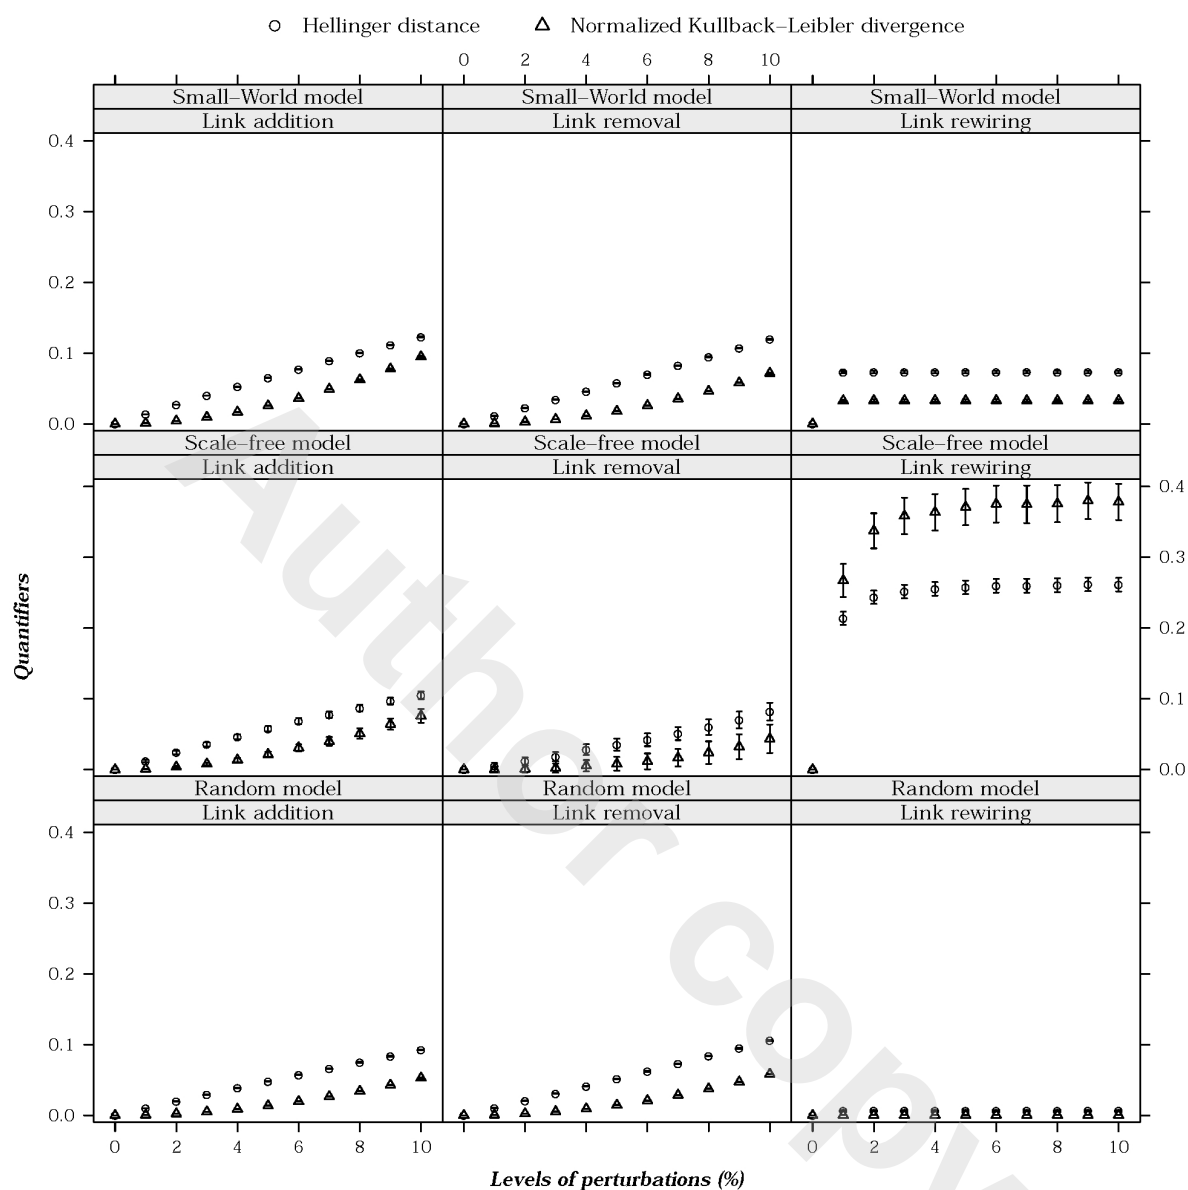 Hellinger distance Normalized Kullback–Leibler divergence
0 2 4 6 8 10
Small–World model Small–World model Small–World model
Link addition Link removal Link rewiring
0.4
0.3
0.2
0.1
0.0
Scale–free model Scale–free model Scale–free model
Link addition Link removal Link rewiring
0.4
0.3
0.2
0.1
0.0
Quantifiers
Random model Random model Random model
Link addition Link removal Link rewiring
0.4
0.3
0.2
0.1
0.0
0 2 4 6 8 10 0 2 4 6 8 10
Levels of perturbations (%)
Author copy